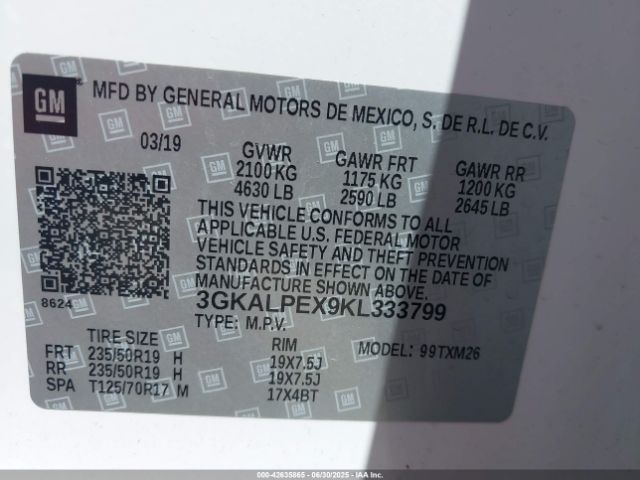 GM
MFD BY GENERAL MOTORS DE MEXICO, S. DE R.L. DE C.V.
03/19
GVWR GAWR FRT GAWR RR
2100 KG 1175 KG 1200 KG
4630 LB 2590 LB 2645 LB
THIS VEHICLE CONFORMS TO ALL
APPLICABLE U.S. FEDERAL MOTOR
VEHICLE SAFETY AND THEFT PREVENTION
STANDARDS IN EFFECT ON THE DATE OF
MANUFACTURE SHOWN ABOVE.
8624
3GKALPEX9KL333799
TYPE: M.P.V.
MODEL: 99TXM26
TIRE SIZE RIM
FRT 235/50R19 H 19X7.5J
RR 235/50R19 H 19X7.5J
SPA T125/70R17 M 17X4BT
000-42635865 - 06/30/2025 - IAAI.com